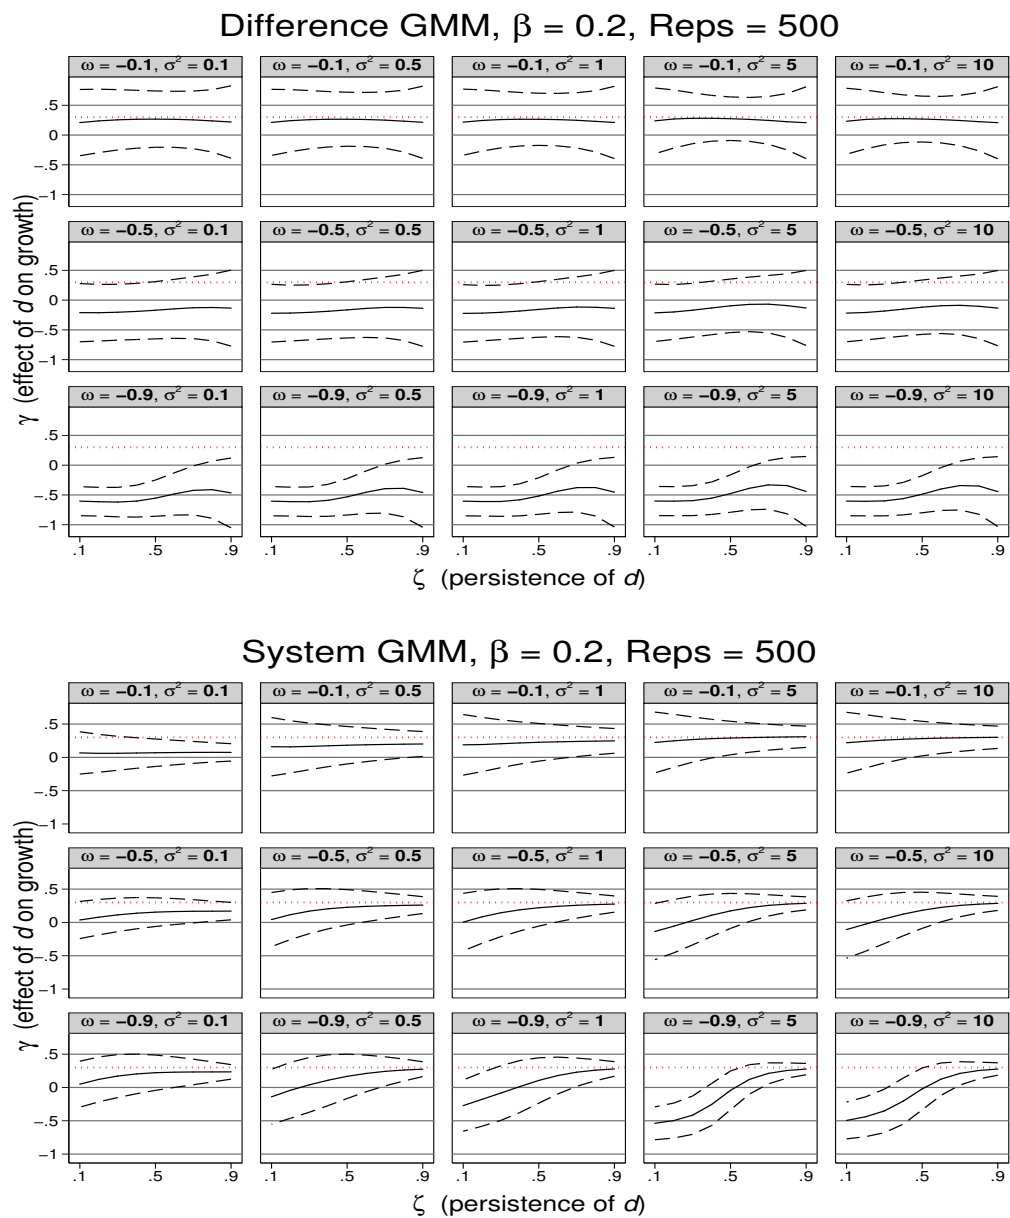 Difference GMM, β = 0.2, Reps = 500
ω = −0.1, σ² = 0.1
ω = −0.1, σ² = 0.5
ω = −0.1, σ² = 1
ω = −0.1, σ² = 5
ω = −0.1, σ² = 10
.5
0
−.5
−1
ω = −0.5, σ² = 0.1
ω = −0.5, σ² = 0.5
ω = −0.5, σ² = 1
ω = −0.5, σ² = 5
ω = −0.5, σ² = 10
.5
0
−.5
−1
ω = −0.9, σ² = 0.1
ω = −0.9, σ² = 0.5
ω = −0.9, σ² = 1
ω = −0.9, σ² = 5
ω = −0.9, σ² = 10
.5
0
−.5
−1
γ (effect of d on growth)
.1 .5 .9 .1 .5 .9 .1 .5 .9 .1 .5 .9 .1 .5 .9
ζ (persistence of d)
System GMM, β = 0.2, Reps = 500
ω = −0.1, σ² = 0.1
ω = −0.1, σ² = 0.5
ω = −0.1, σ² = 1
ω = −0.1, σ² = 5
ω = −0.1, σ² = 10
.5
0
−.5
−1
ω = −0.5, σ² = 0.1
ω = −0.5, σ² = 0.5
ω = −0.5, σ² = 1
ω = −0.5, σ² = 5
ω = −0.5, σ² = 10
.5
0
−.5
−1
ω = −0.9, σ² = 0.1
ω = −0.9, σ² = 0.5
ω = −0.9, σ² = 1
ω = −0.9, σ² = 5
ω = −0.9, σ² = 10
.5
0
−.5
−1
γ (effect of d on growth)
.1 .5 .9 .1 .5 .9 .1 .5 .9 .1 .5 .9 .1 .5 .9
ζ (persistence of d)